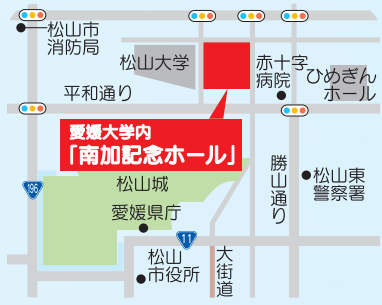 松山市
消防局
松山大学
赤十字
病院
ひめぎん
ホール
平和通り
愛媛大学内
「南加記念ホール」
松山城
勝山通り
松山東
警察署
196
愛媛県庁
11
松山
市役所
大街道